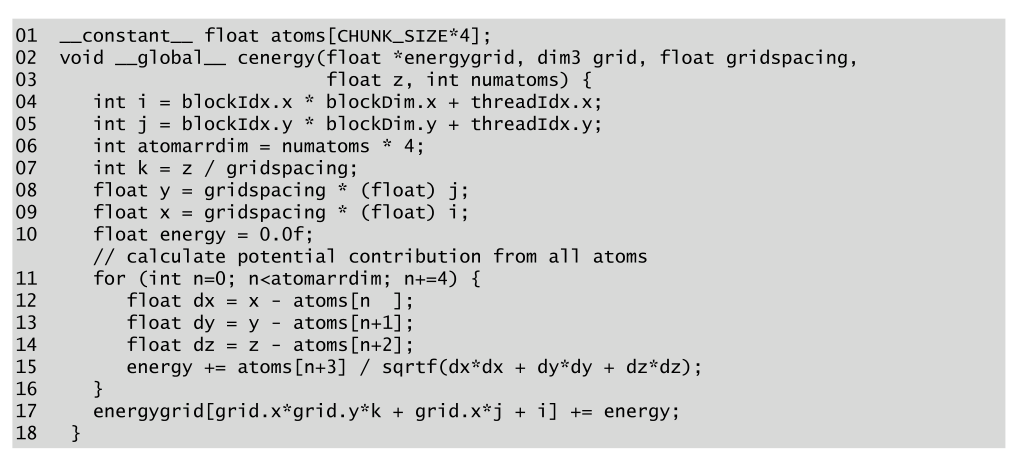 01  __constant__ float atoms[CHUNK_SIZE*4];
02  void __global__ cenergy(float *energygrid, dim3 grid, float gridspacing,
03                          float z, int numatoms) {
04     int i = blockIdx.x * blockDim.x + threadIdx.x;
05     int j = blockIdx.y * blockDim.y + threadIdx.y;
06     int atomarrdim = numatoms * 4;
07     int k = z / gridspacing;
08     float y = gridspacing * (float) j;
09     float x = gridspacing * (float) i;
10     float energy = 0.0f;
       // calculate potential contribution from all atoms
11     for (int n=0; n<atomarrdim; n+=4) {
12        float dx = x - atoms[n  ];
13        float dy = y - atoms[n+1];
14        float dz = z - atoms[n+2];
15        energy += atoms[n+3] / sqrtf(dx*dx + dy*dy + dz*dz);
16     }
17     energygrid[grid.x*grid.y*k + grid.x*j + i] += energy;
18   }